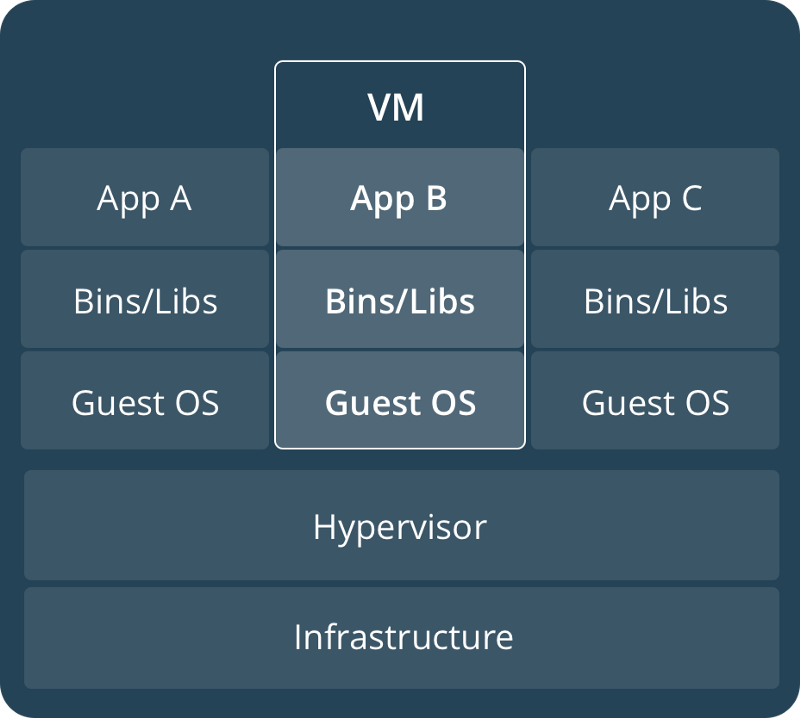 VM
App A
App B
App C
Bins/Libs
Bins/Libs
Bins/Libs
Guest OS
Guest OS
Guest OS
Hypervisor
Infrastructure